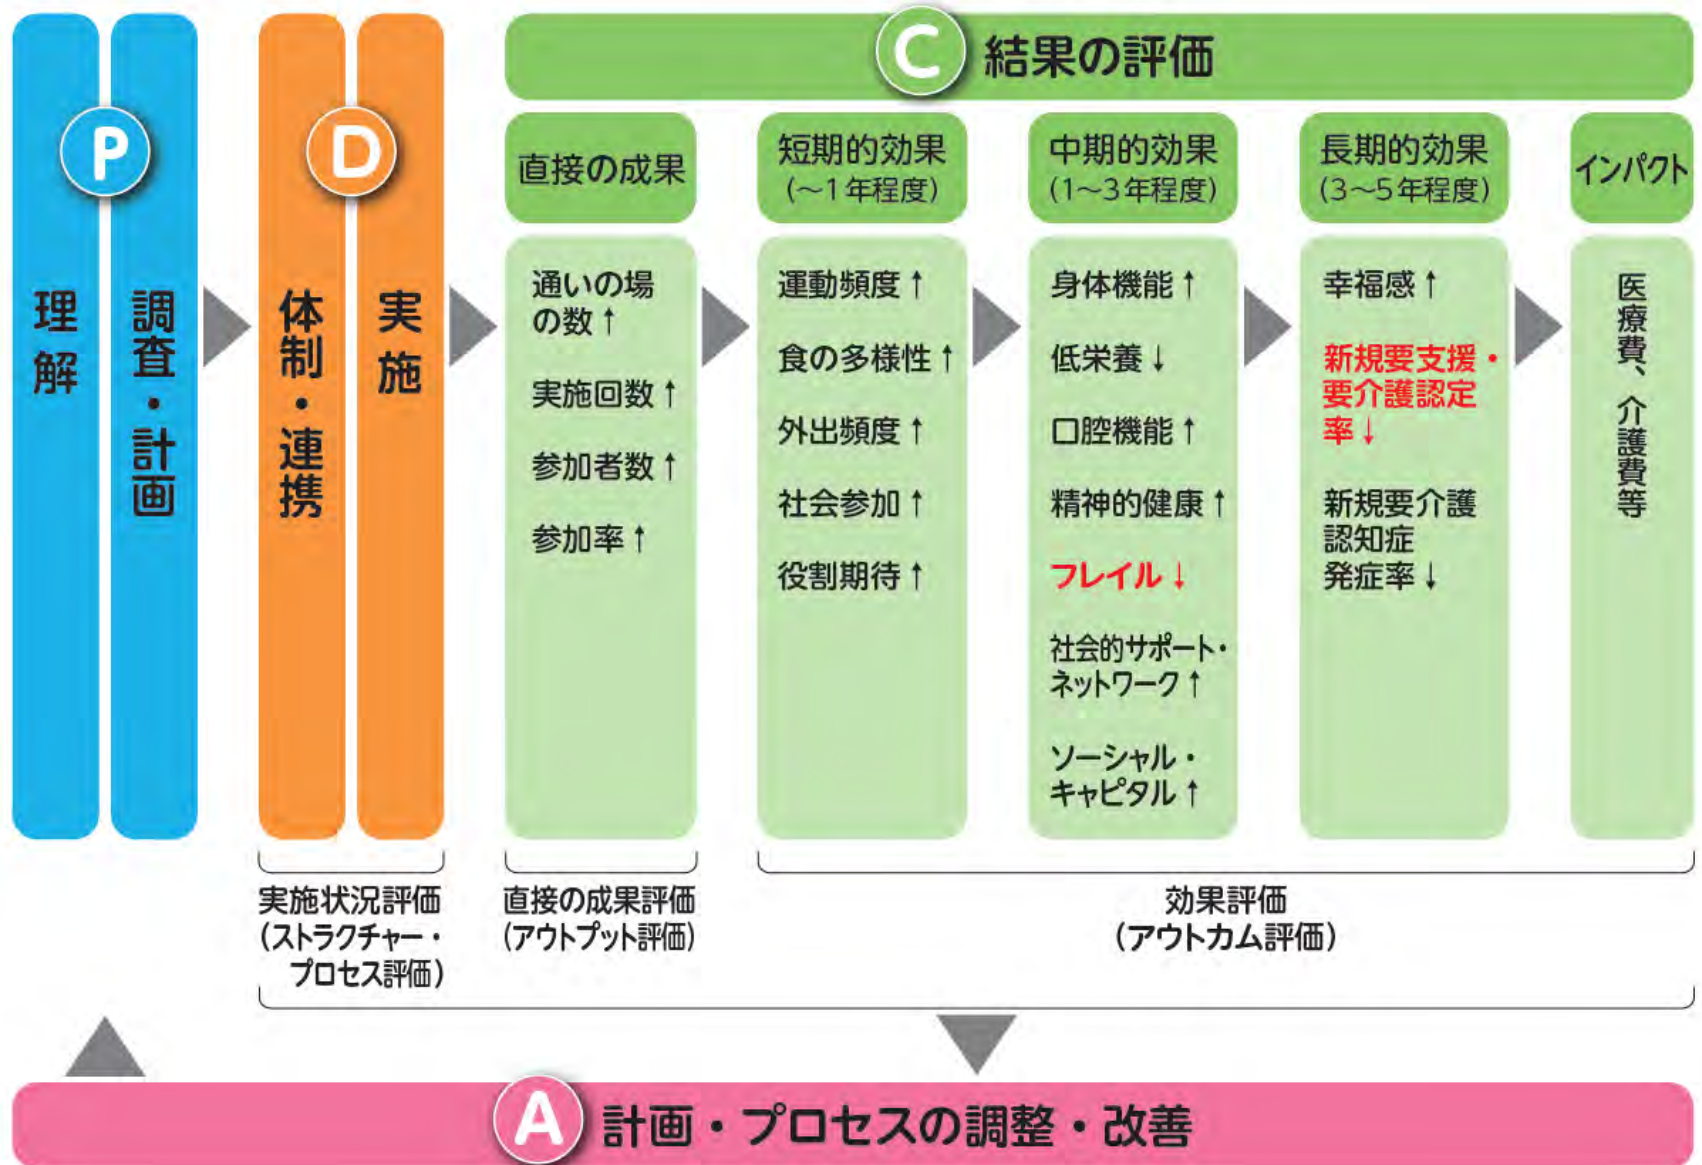 P
理解
調査・計画
D
体制・連携
実施
C 結果の評価
直接の成果
通いの場
の数↑
実施回数↑
参加者数↑
参加率↑
短期的効果
(～1年程度)
運動頻度↑
食の多様性↑
外出頻度↑
社会参加↑
役割期待↑
中期的効果
(1～3年程度)
身体機能↑
低栄養↓
口腔機能↑
精神的健康↑
フレイル↓
社会的サポート・
ネットワーク↑
ソーシャル・
キャピタル↑
長期的効果
(3～5年程度)
幸福感↑
新規要支援・
要介護認定
率↓
新規要介護
認知症
発症率↓
インパクト
医療費、介護費等
実施状況評価
(ストラクチャー・
プロセス評価)
直接の成果評価
(アウトプット評価)
効果評価
(アウトカム評価)
A 計画・プロセスの調整・改善